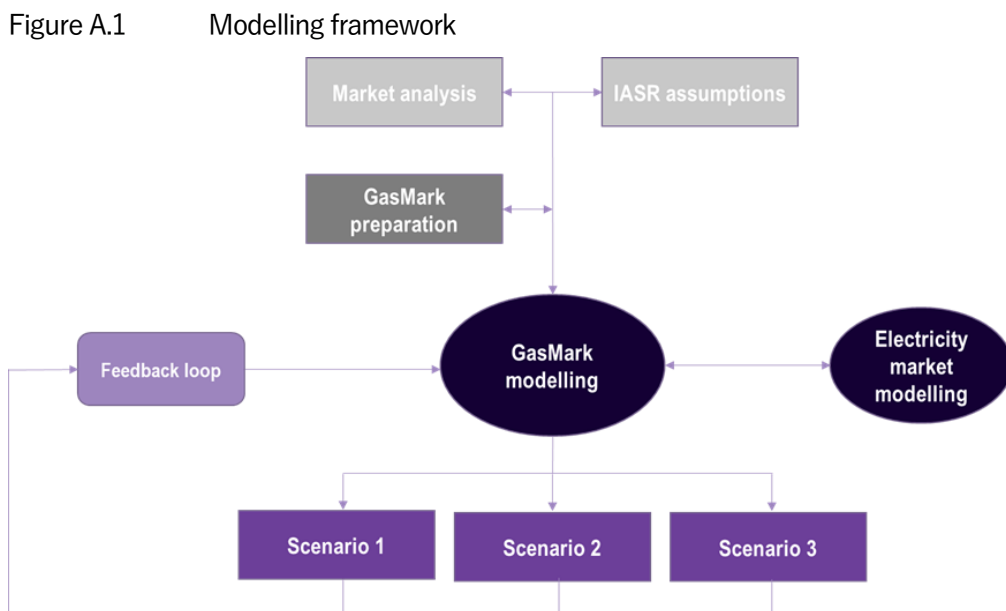 Figure A.1 Modelling framework
Market analysis
IASR assumptions
GasMark
preparation
Feedback loop
GasMark
modelling
Electricity
market
modelling
Scenario 1
Scenario 2
Scenario 3